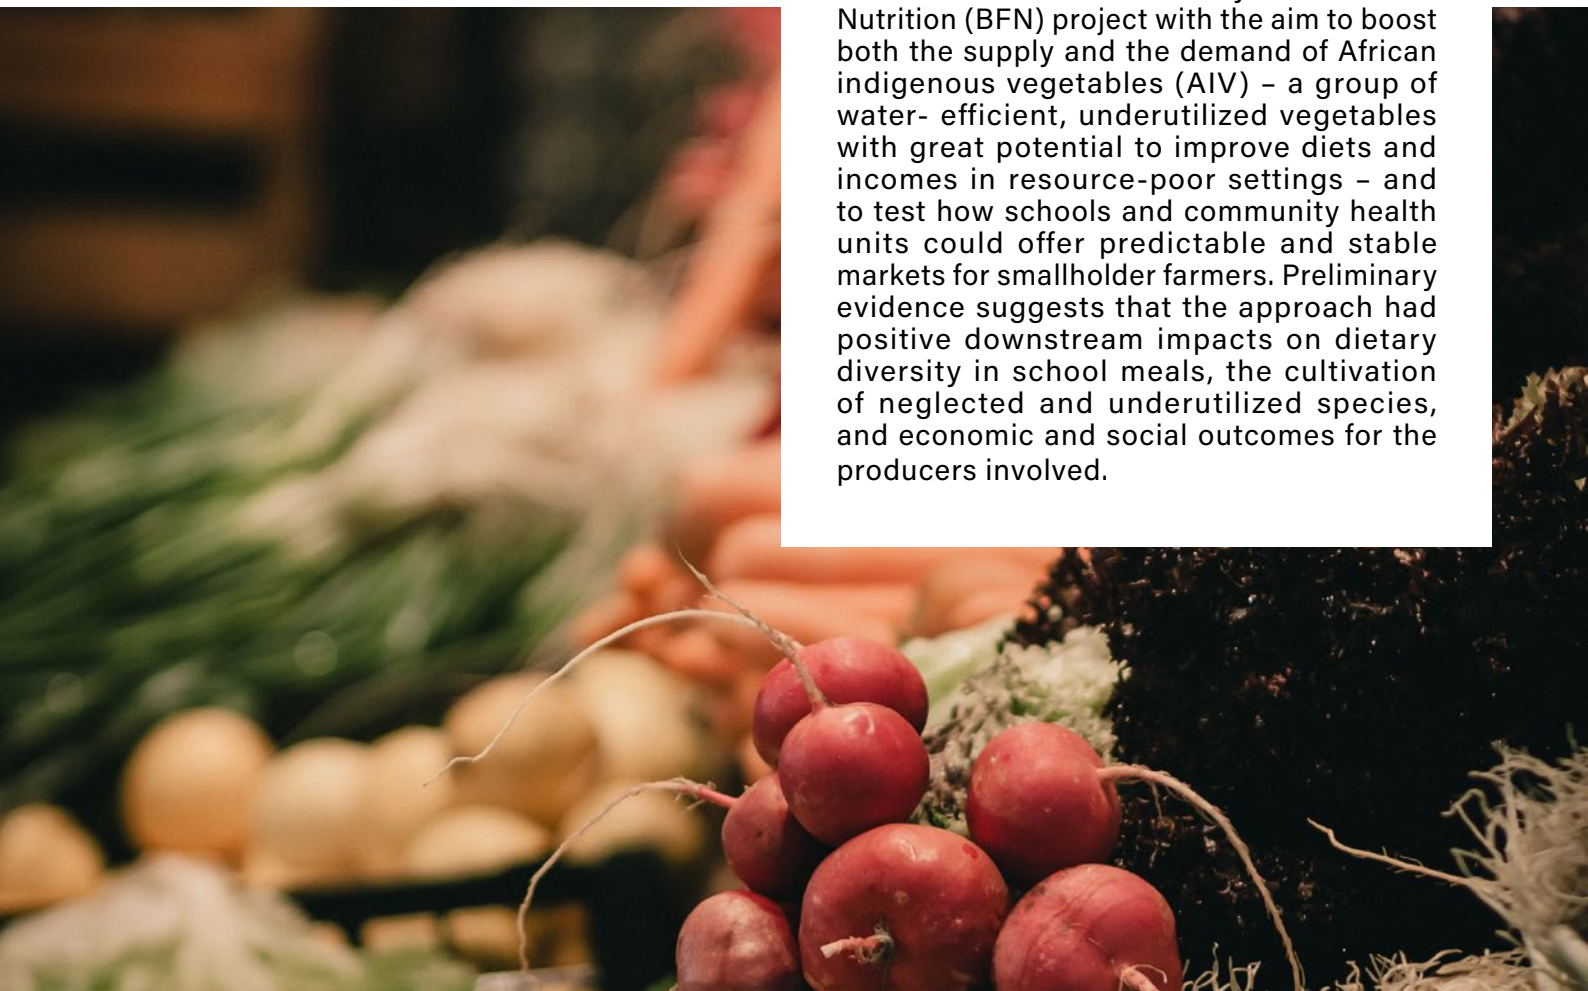 Nutrition (BFN) project with the aim to boost
both the supply and the demand of African
indigenous vegetables (AIV) – a group of
water- efficient, underutilized vegetables
with great potential to improve diets and
incomes in resource-poor settings – and
to test how schools and community health
units could offer predictable and stable
markets for smallholder farmers. Preliminary
evidence suggests that the approach had
positive downstream impacts on dietary
diversity in school meals, the cultivation
of neglected and underutilized species,
and economic and social outcomes for the
producers involved.